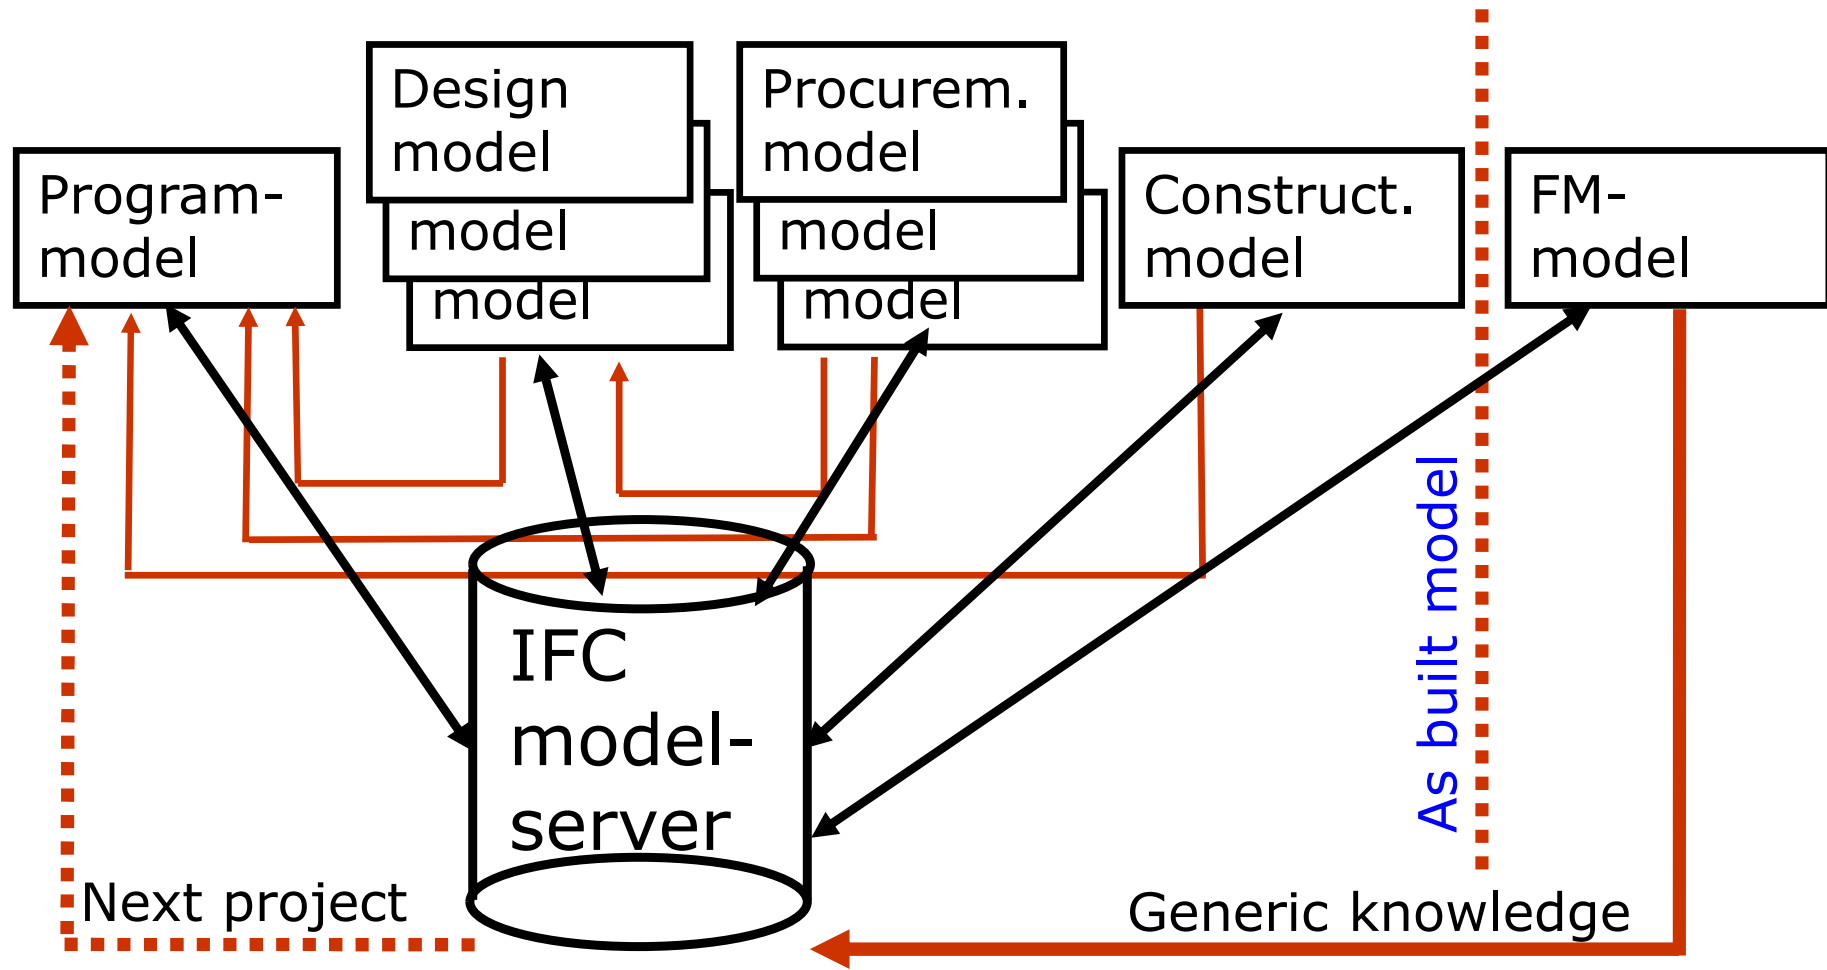 Design
model
model
model
Procurem.
model
model
model
Program-
model
Construct.
model
FM-
model
As built model
IFC
model-
server
Next project
Generic knowledge